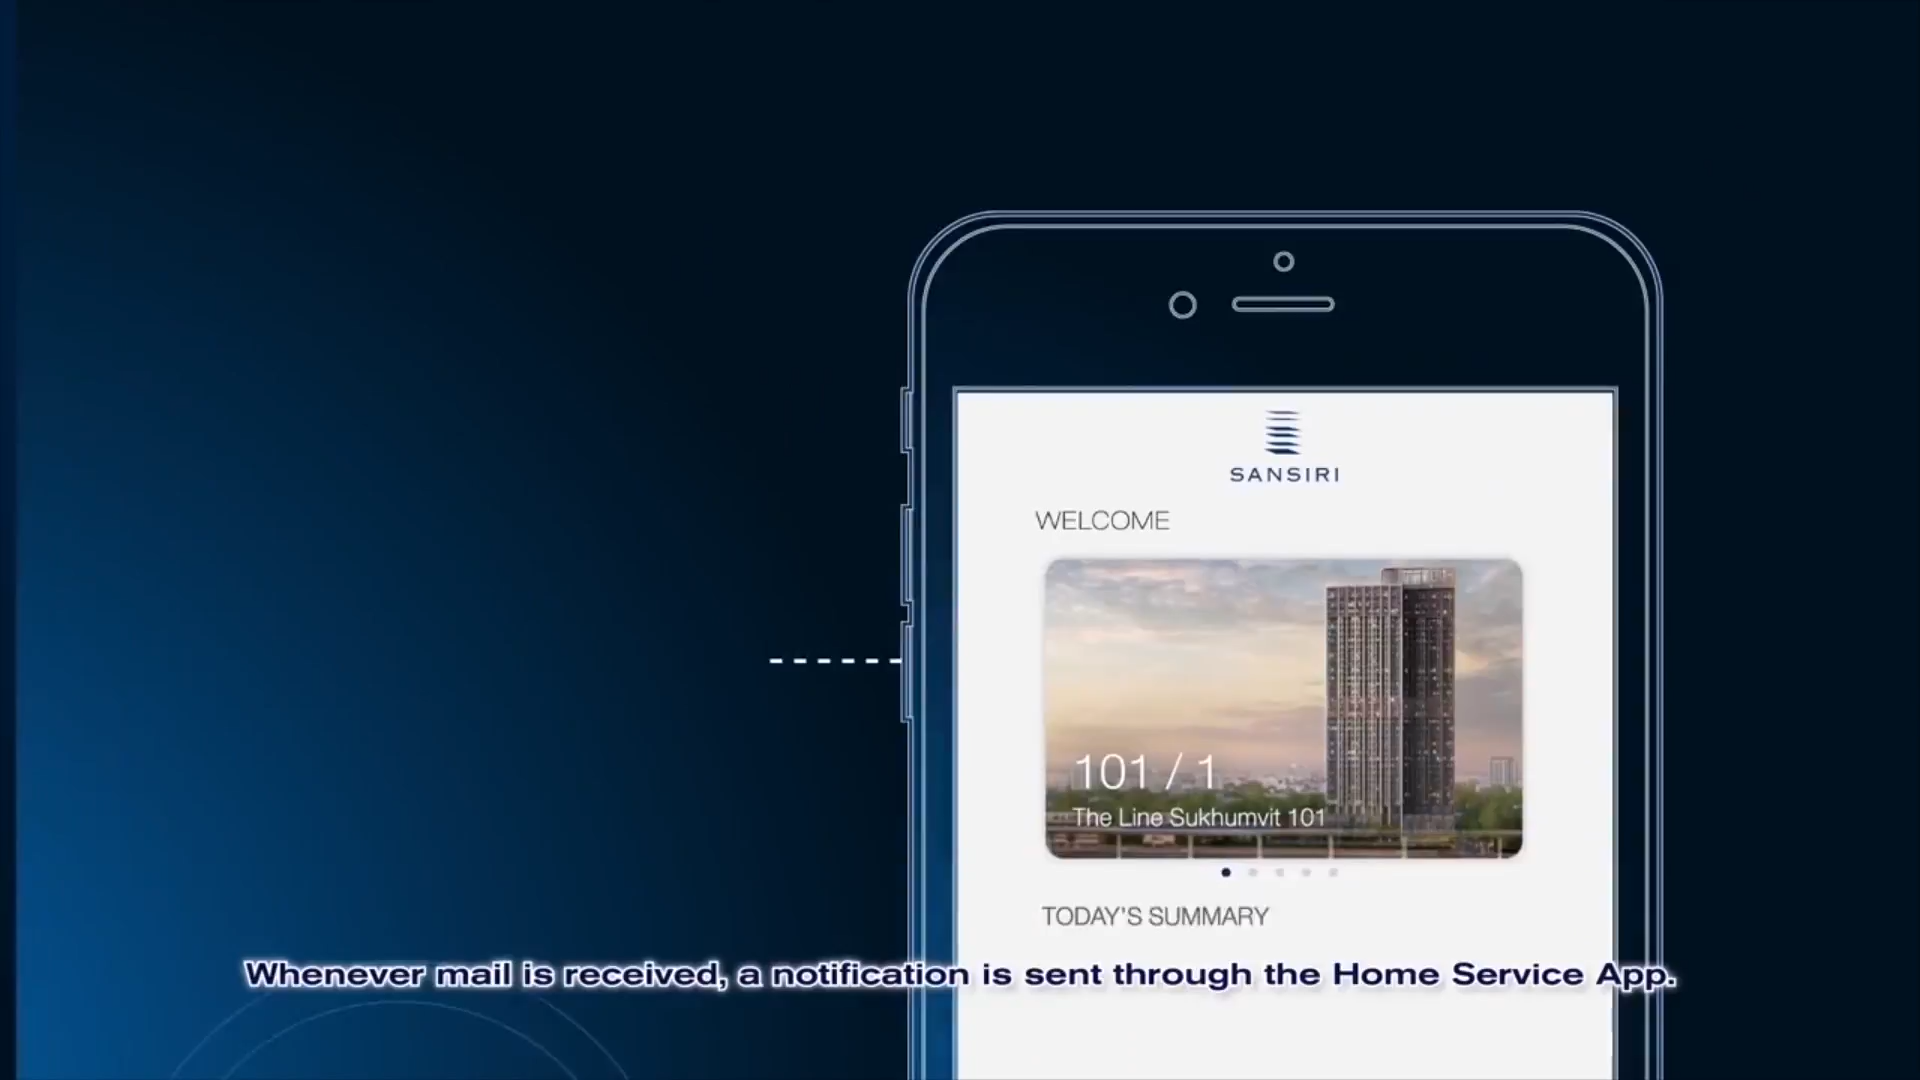 SANSIRI
WELCOME
101 / 1
The Line Sukhumvit 101
TODAY'S SUMMARY
Whenever mail is received, a notification is sent through the Home Service App.